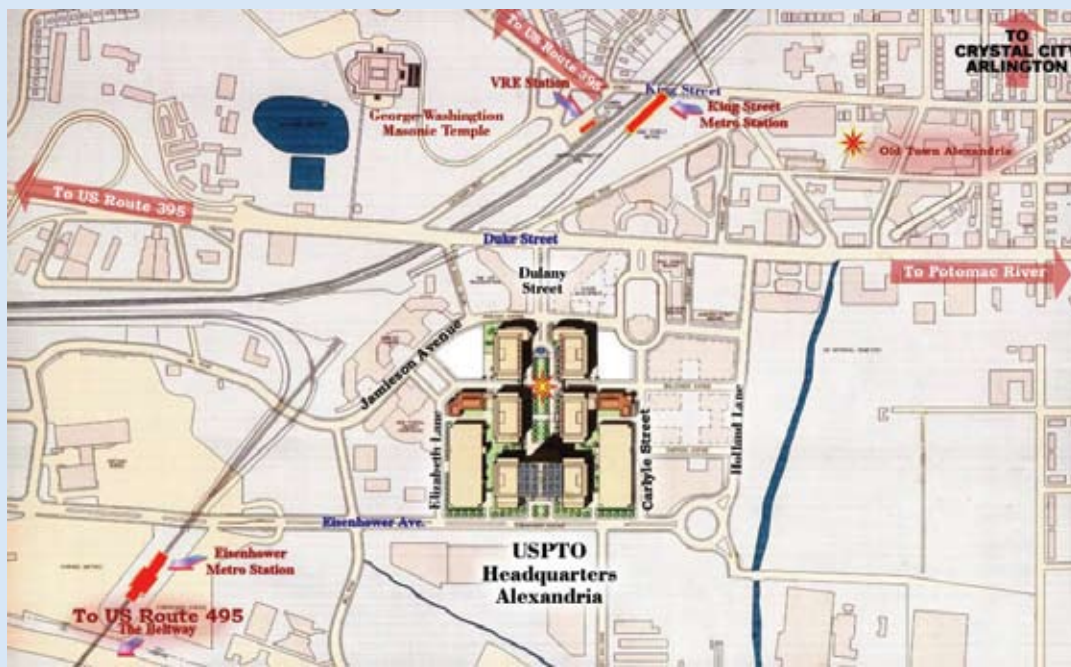 To US Route 395
TO
CRYSTAL CITY
ARLINGTON
VRE Station
King Street
King Street
Metro Station
George Washington
Masonic Temple
Old Town Alexandria
To US Route 395
Duke Street
To Potomac River
Dulany
Street
Jamieson Avenue
Elizabeth Lane
Carlyle Street
Holland Lane
Eisenhower Ave.
USPTO
Headquarters
Alexandria
Eisenhower
Metro Station
To US Route 495
The Beltway